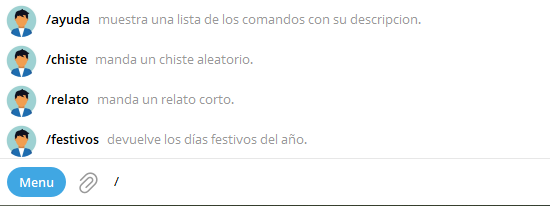 /ayuda muestra una lista de los comandos con su descripcion.
/chiste manda un chiste aleatorio.
/relato manda un relato corto.
/festivos devuelve los días festivos del año.
Menu /